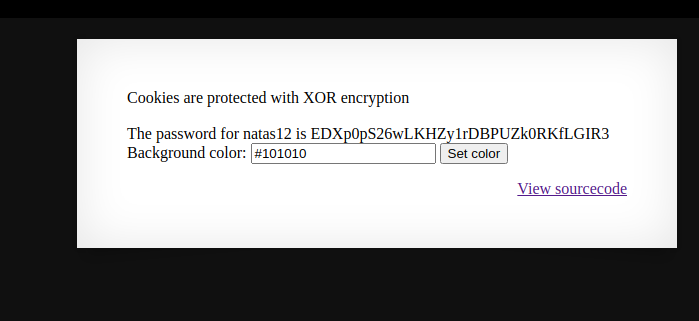 Cookies are protected with XOR encryption
The password for natas12 is EDXp0pS26wLKHZy1rDBPUZk0RKfLGIR3
Background color: #101010 Set color
View sourcecode